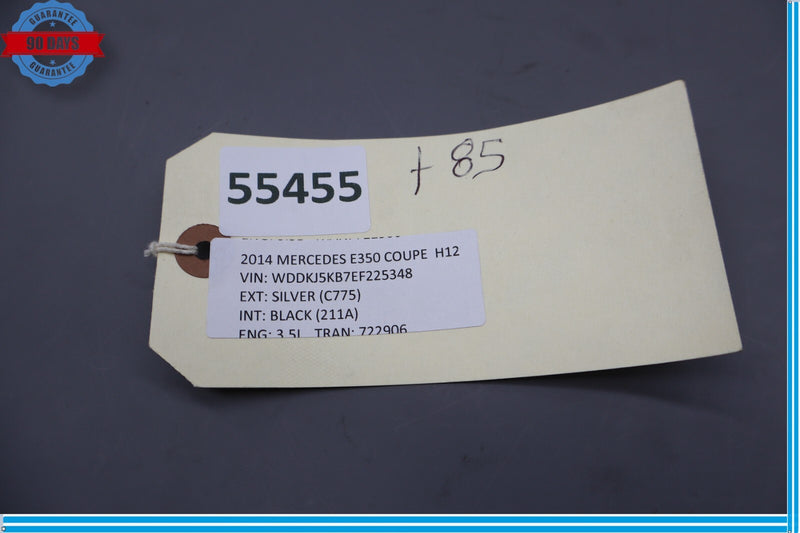 GUARANTEE
90 DAYS
GUARANTEE
55455
+ 85
2014 MERCEDES E350 COUPE H12
VIN: WDDKJ5KB7EF225348
EXT: SILVER (C775)
INT: BLACK (211A)
ENG: 3.5L TRAN: 722906